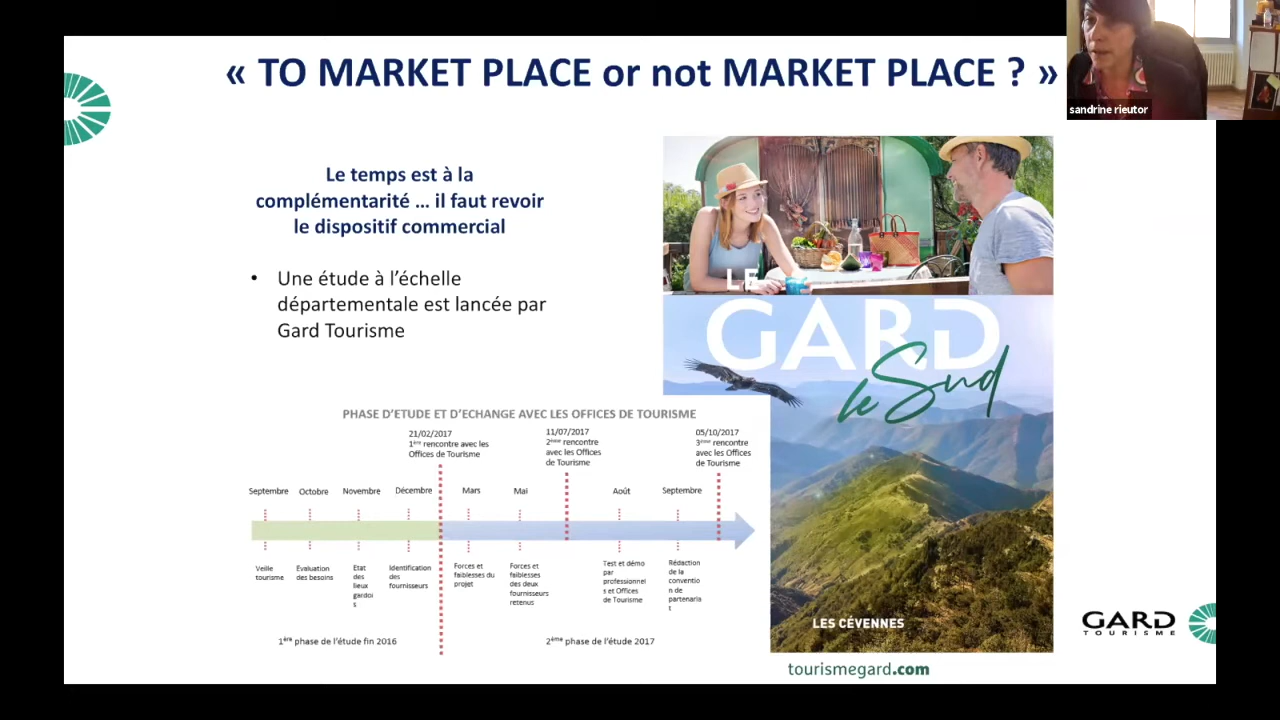 « TO MARKET PLACE or not MARKET PLACE ? »
sandrine rieutor
Le temps est à la
complémentarité ... il faut revoir
le dispositif commercial
• Une étude à l'échelle
départementale est lancée par
Gard Tourisme
LE
GARD
le Sud
PHASE D'ETUDE ET D'ECHANGE AVEC LES OFFICES DE TOURISME
21/02/2017
1ère rencontre avec les
Offices de Tourisme
11/07/2017
2ème rencontre
avec les Offices
de Tourisme
05/10/2017
3ème rencontre
avec les Offices
de Tourisme
Septembre Octobre Novembre Décembre Mars Mai Août Septembre
Veille
tourisme
Évaluation
des besoins
Etat
des
lieux
gardoi
s
Identification
des
fournisseurs
Forces et
faiblesses du
projet
Forces et
faiblesses
des deux
fournisseurs
retenus
Test et démo
par
professionnel
s et Offices
de Tourisme
Rédaction
de la
conventio
n de
partenaria
t
1ère phase de l'étude fin 2016
2ème phase de l'étude 2017
LES CÉVENNES
GARD
TOURISME
tourismegard.com